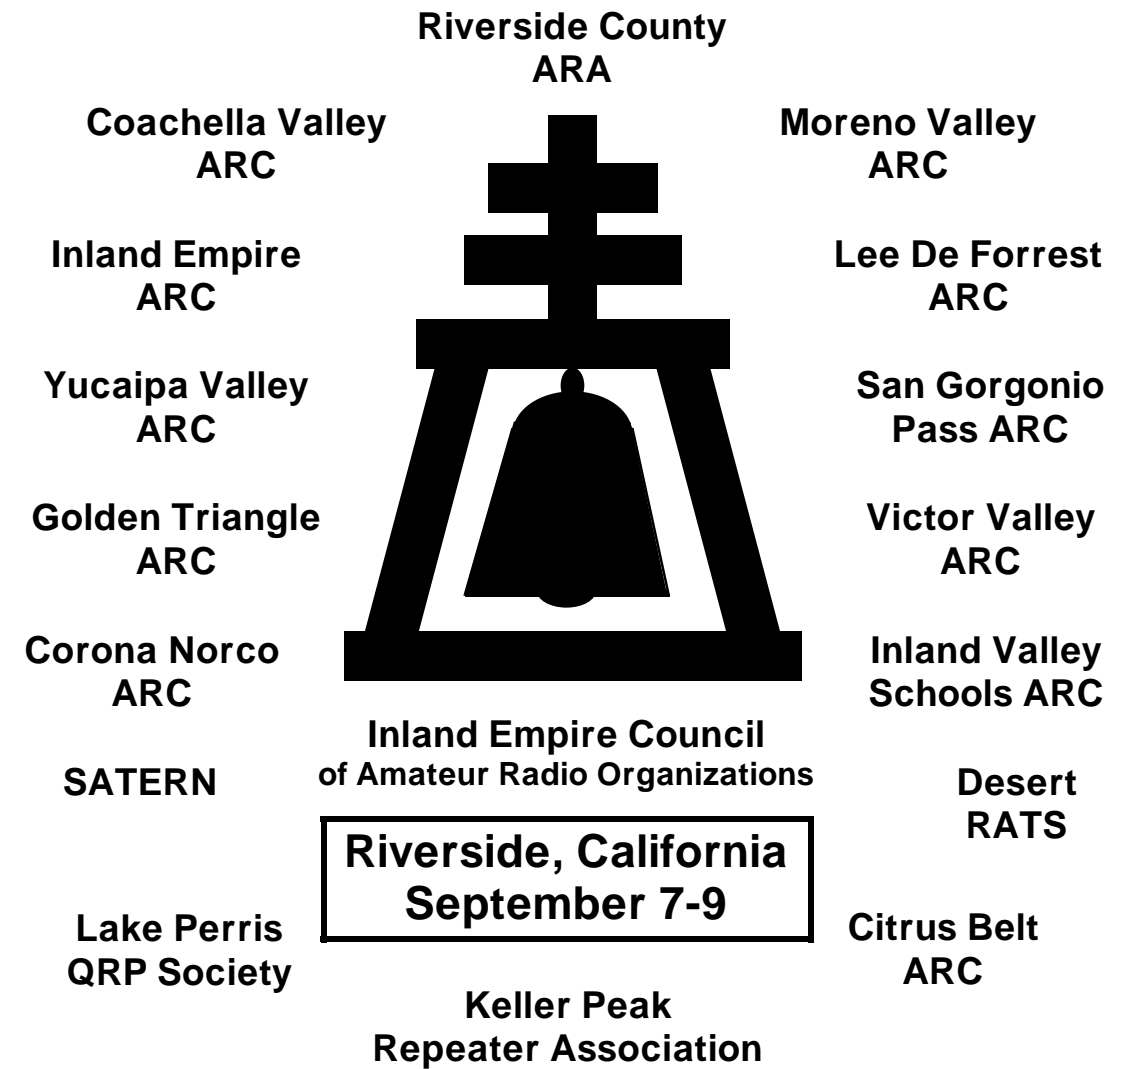 Riverside County
ARA
Coachella Valley
ARC
Moreno Valley
ARC
Inland Empire
ARC
Lee De Forrest
ARC
Yucaipa Valley
ARC
San Gorgonio
Pass ARC
Golden Triangle
ARC
Victor Valley
ARC
Corona Norco
ARC
Inland Valley
Schools ARC
Inland Empire Council
of Amateur Radio Organizations
SATERN
Desert
RATS
Riverside, California
September 7-9
Lake Perris
QRP Society
Citrus Belt
ARC
Keller Peak
Repeater Association